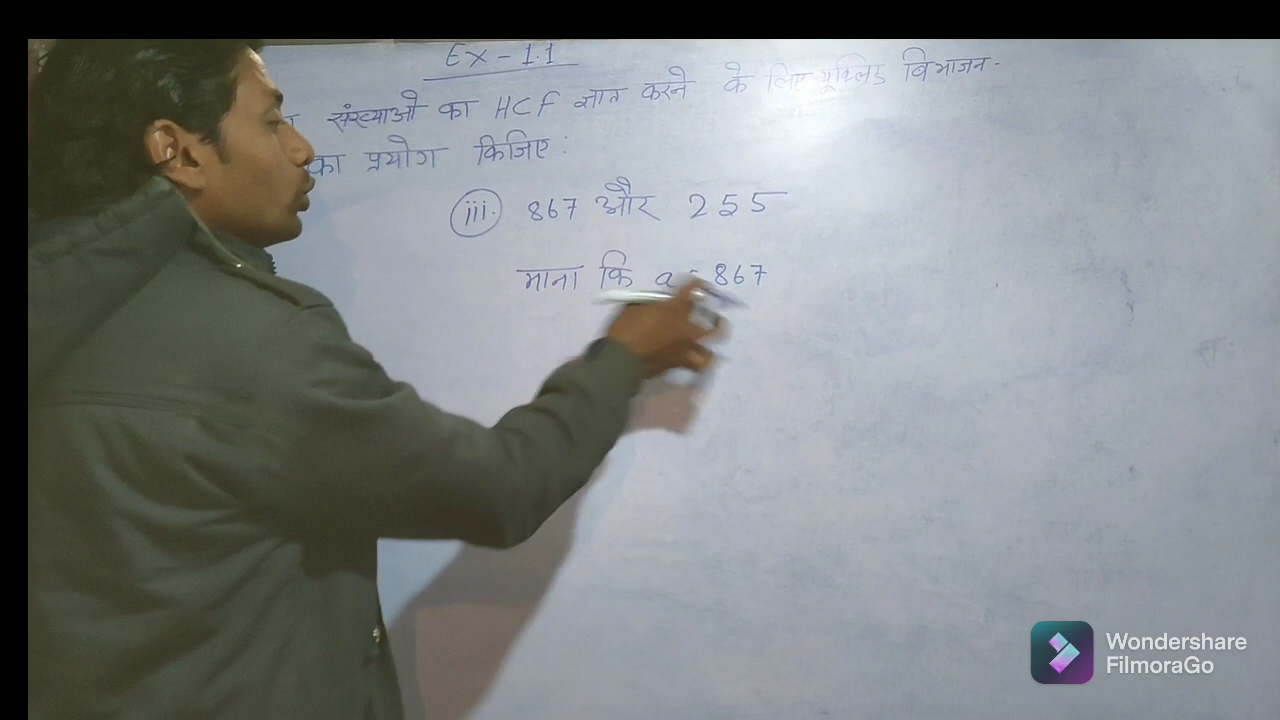 Ex - 1.1
संख्याओं का HCF ज्ञात करने के लिए यूक्लिड विभाजन -
का प्रयोग किजिए :
iii. 867 और 255
माना कि a = 867
Wondershare
FilmoraGo